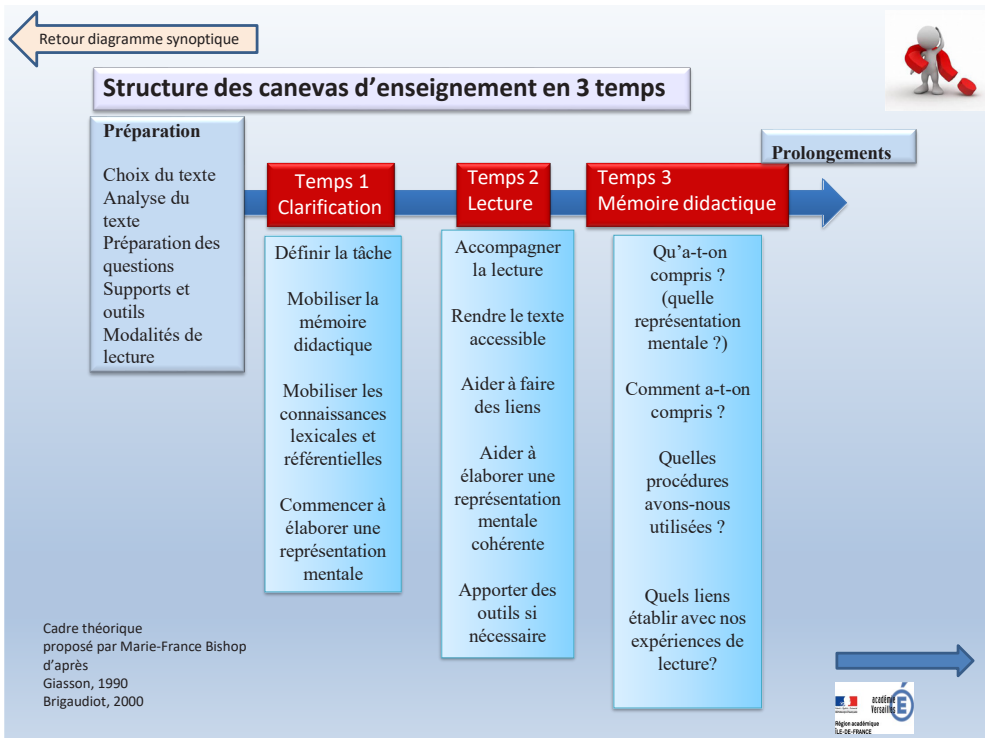 Retour diagramme synoptique
Structure des canevas d'enseignement en 3 temps
Préparation
Choix du texte
Analyse du
texte
Préparation des
questions
Supports et
outils
Modalités de
lecture
Temps 1
Clarification
Définir la tâche
Mobiliser la
mémoire
didactique
Mobiliser les
connaissances
lexicales et
référentielles
Commencer à
élaborer une
représentation
mentale
Temps 2
Lecture
Accompagner
la lecture
Rendre le texte
accessible
Aider à faire
des liens
Aider à
élaborer une
représentation
mentale
cohérente
Apporter des
outils si
nécessaire
Temps 3
Mémoire didactique
Qu'a-t-on
compris ?
(quelle
représentation
mentale ?)
Comment a-t-on
compris ?
Quelles
procédures
avons-nous
utilisées ?
Quels liens
établir avec nos
expériences de
lecture?
Prolongements
Cadre théorique
proposé par Marie-France Bishop
d'après
Giasson, 1990
Brigaudiot, 2000
académie
Versailles
Région académique
ÎLE-DE-FRANCE